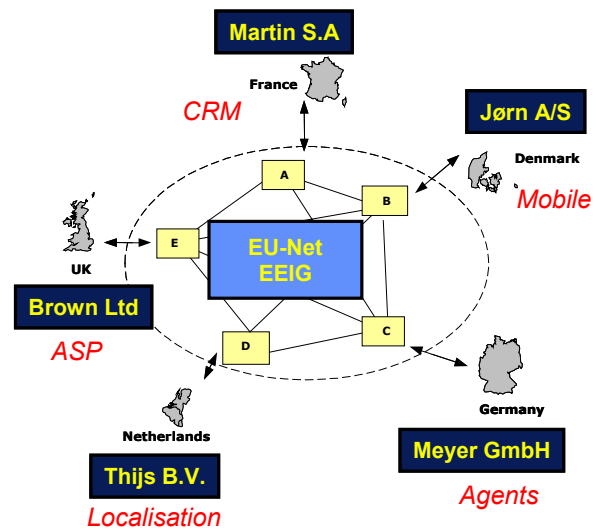 Martin S.A
France
CRM
Jørn A/S
Denmark
Mobile
A
B
E
EU-Net
EEIG
UK
Brown Ltd
ASP
D
C
Netherlands
Thijs B.V.
Localisation
Germany
Meyer GmbH
Agents